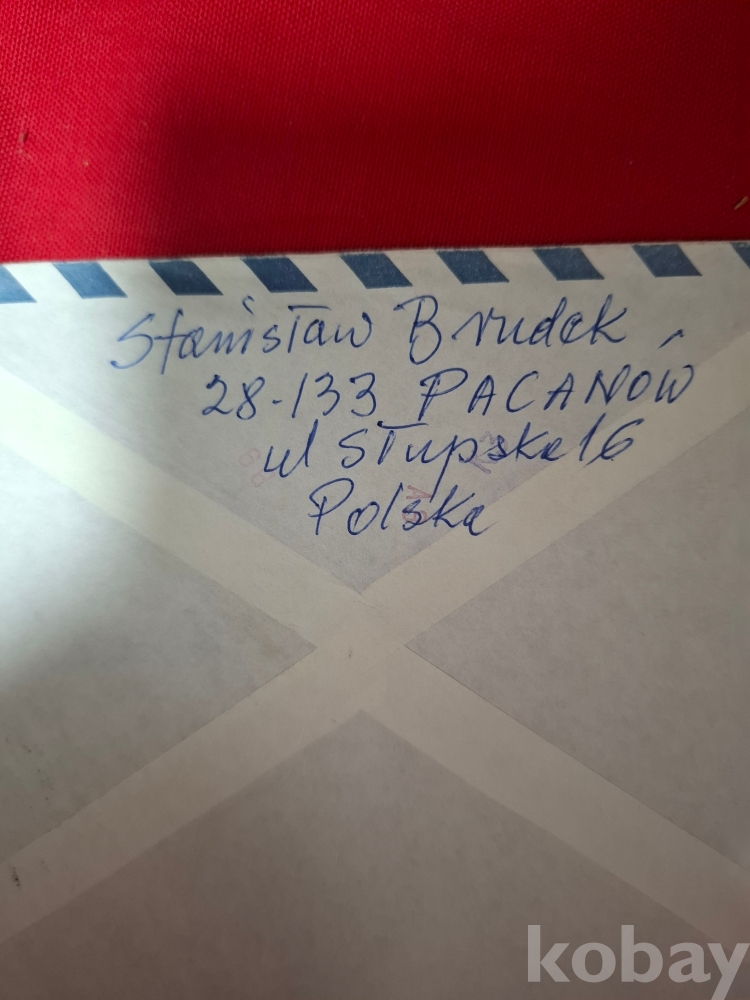 Stanisław Brudek
28-133 PACANÓW
ul Słupska 16
Polska
kobay